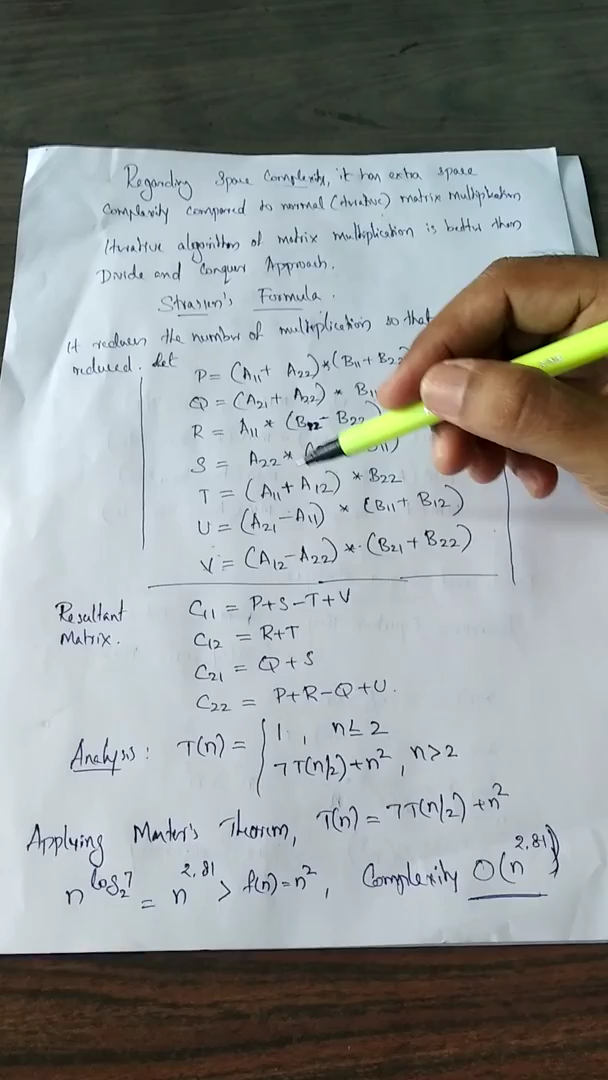 Regarding Space Complexity, it has extra space
Complexity compared to normal (iterative) matrix multiplication
Iterative algorithm of matrix multiplication is better than
Divide and Conquer Approach.
Strassen's Formula.
It reduces the number of multiplication so that
reduced. Let
P = (A11 + A22) * (B11 + B22
Q = (A21 + A22) * B11
R = A11 * (B12 - B22)
S = A22 * B11)
T = (A11 + A12) * B22
U = (A21 - A11) * (B11 + B12)
V = (A12 - A22) * (B21 + B22)
Resultant Matrix.
C11 = P+S-T+V
C12 = R+T
C21 = Q+S
C22 = P+R-Q+U.
Analysis: T(n) = { 1, n≤2
7T(n/2)+n², n>2
Applying Master's Theorem, T(n) = 7T(n/2) + n²
n^log₂7 = n^2.81 > f(n)=n², Complexity O(n^2.81)